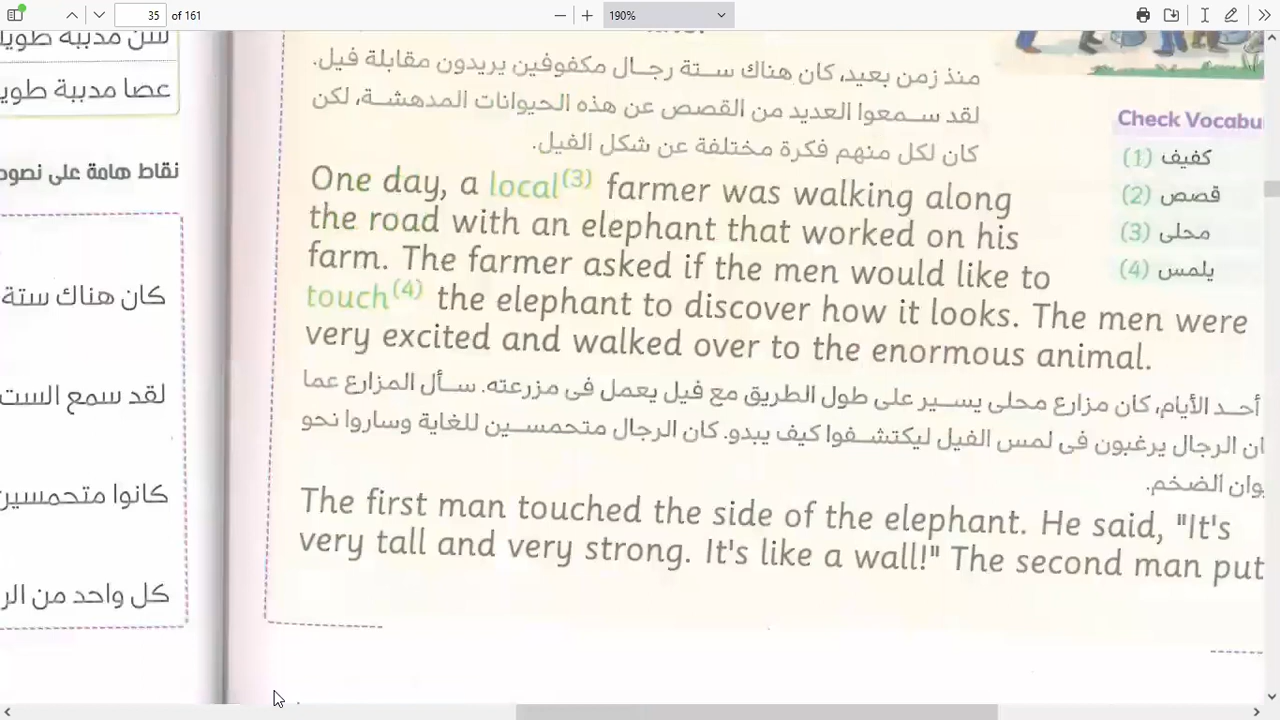 35 of 161
190%
سن مدببة
عصا مدببة
نقاط هامة على
كان هناك ستة
لقد سمع الست
كانوا متحمسين
كل واحد من
منذ زمن بعيد، كان هناك ستة رجال مكفوفين يريدون مقابلة فيل.
لقد سمعوا العديد من القصص عن هذه الحيوانات المدهشة، لكن
كان لكل منهم فكرة مختلفة عن شكل الفيل.
One day, a local(3) farmer was walking along
the road with an elephant that worked on his
farm. The farmer asked if the men would like to
touch(4) the elephant to discover how it looks. The men were
very excited and walked over to the enormous animal.
أحد الأيام، كان مزارع محلى يسير على طول الطريق مع فيل يعمل فى مزرعته. سأل المزارع عما
ان الرجال يرغبون فى لمس الفيل ليكتشفوا كيف يبدو. كان الرجال متحمسين للغاية وساروا نحو
وان الضخم.
The first man touched the side of the elephant. He said, "It's
very tall and very strong. It's like a wall!" The second man put
Check Vocabu
(1) كفيف
(2) قصص
(3) محلى
(4) يلمس